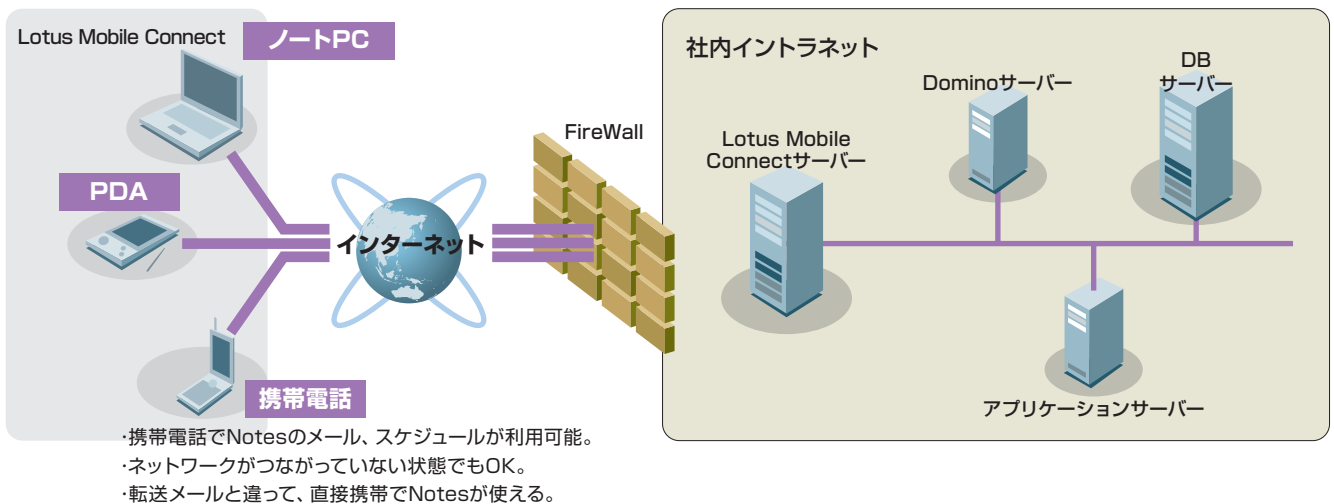 Lotus Mobile Connect
ノートPC
PDA
携帯電話
・携帯電話でNotesのメール、スケジュールが利用可能。
・ネットワークがつながっていない状態でもOK。
・転送メールと違って、直接携帯でNotesが使える。
インターネット
FireWall
社内イントラネット
Lotus Mobile
Connectサーバー
Dominoサーバー
DB
サーバー
アプリケーションサーバー